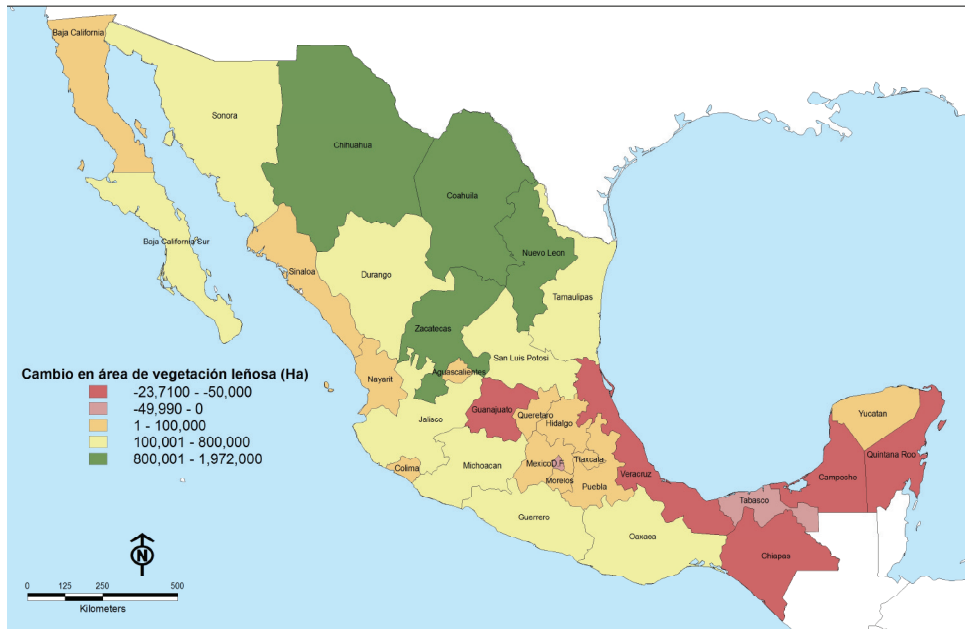 Baja California
Sonora
Chihuahua
Coahuila
Baja California Sur
Nuevo Leon
Sinaloa
Durango
Tamaulipas
Zacatecas
San Luis Potosi
Cambio en área de vegetación leñosa (Ha)
-23,7100 - -50,000
-49,990 - 0
1 - 100,000
100,001 - 800,000
800,001 - 1,972,000
Nayarit
Aguascalientes
Guanajuato
Queretaro
Hidalgo
Jalisco
Yucatan
Quintana Roo
Campeche
Colima
Michoacan
Mexico
D.F.
Tlaxcala
Veracruz
Morelos
Puebla
Tabasco
Guerrero
Oaxaca
Chiapas
N
0 125 250 500
Kilometers